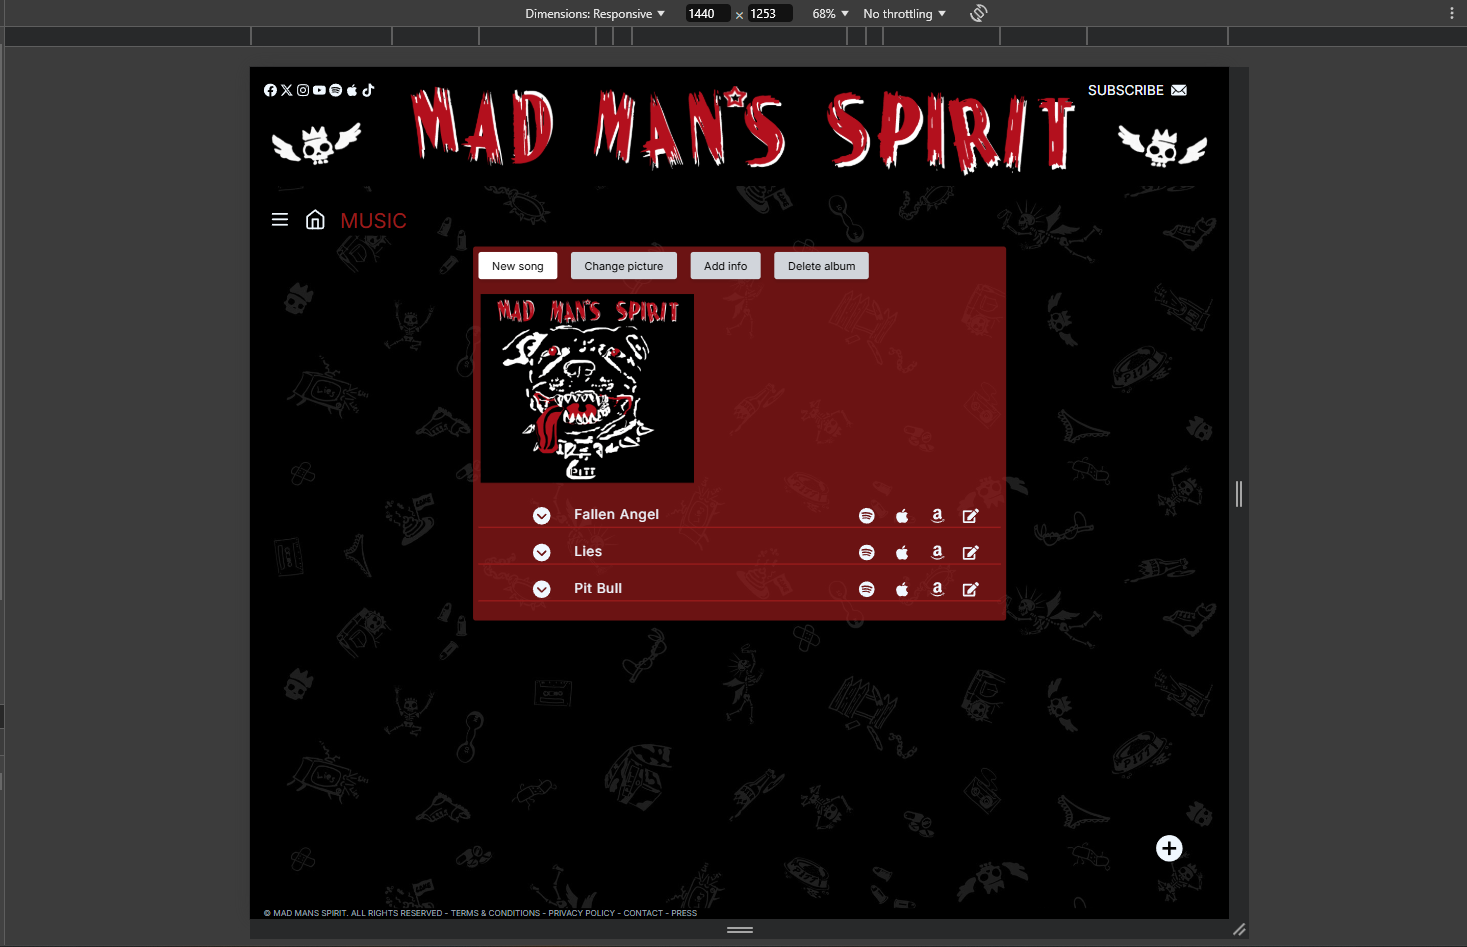 Dimensions: Responsive 1440 × 1253 68% No throttling
SUBSCRIBE
MAD MAN'S SPIRIT
MUSIC
New song Change picture Add info Delete album
MAD MAN'S SPIRIT
PITT
Fallen Angel
Lies
Pit Bull
© MAD MANS SPIRIT. ALL RIGHTS RESERVED - TERMS & CONDITIONS - PRIVACY POLICY - CONTACT - PRESS